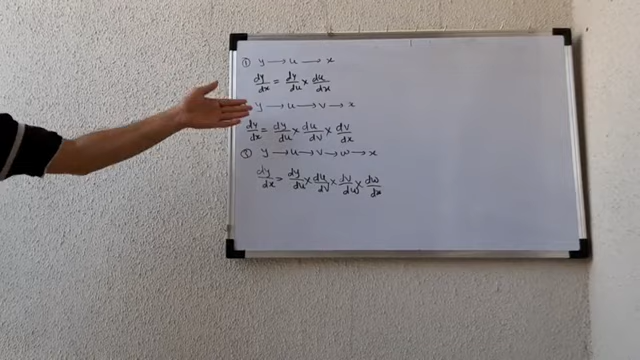 ① y → u → x
dy/dx = dy/du × du/dx
y → u → v → x
dy/dx = dy/du × du/dv × dv/dx
③ y → u → v → w → x
dy/dx = dy/du × du/dv × dv/dw × dw/dx